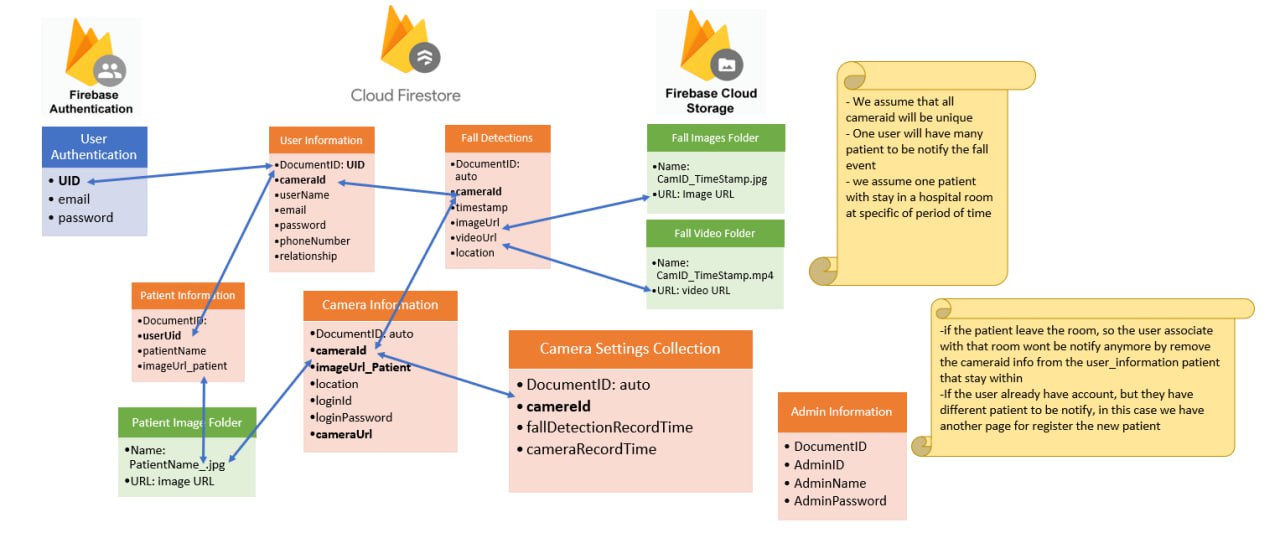 Firebase
Authentication
Cloud Firestore
Firebase Cloud
Storage
User
Authentication
• UID
• email
• password
User Information
•DocumentID: UID
•cameraId
•userName
•email
•password
•phoneNumber
•relationship
Fall Detections
•DocumentID:
auto
•cameraId
•timestamp
•imageUrl
•videoUrl
•location
Fall Images Folder
•Name:
CamID_TimeStamp.jpg
•URL: Image URL
Fall Video Folder
•Name:
CamID_TimeStamp.mp4
•URL: video URL
- We assume that all
cameraid will be unique
- One user will have many
patient to be notify the fall
event
- we assume one patient
with stay in a hospital room
at specific of period of time
Patient Information
•DocumentID:
•userUid
•patientName
•imageUrl_patient
Camera Information
•DocumentID: auto
•cameraId
•imageUrl_Patient
•location
•loginId
•loginPassword
•cameraUrl
Patient Image Folder
•Name:
PatientName_.jpg
•URL: image URL
Camera Settings Collection
• DocumentID: auto
• camereId
• fallDetectionRecordTime
• cameraRecordTime
Admin Information
• DocumentID
• AdminID
• AdminName
• AdminPassword
-if the patient leave the room, so the user associate
with that room wont be notify anymore by remove
the cameraid info from the user_information patient
that stay within
-If the user already have account, but they have
different patient to be notify, in this case we have
another page for register the new patient